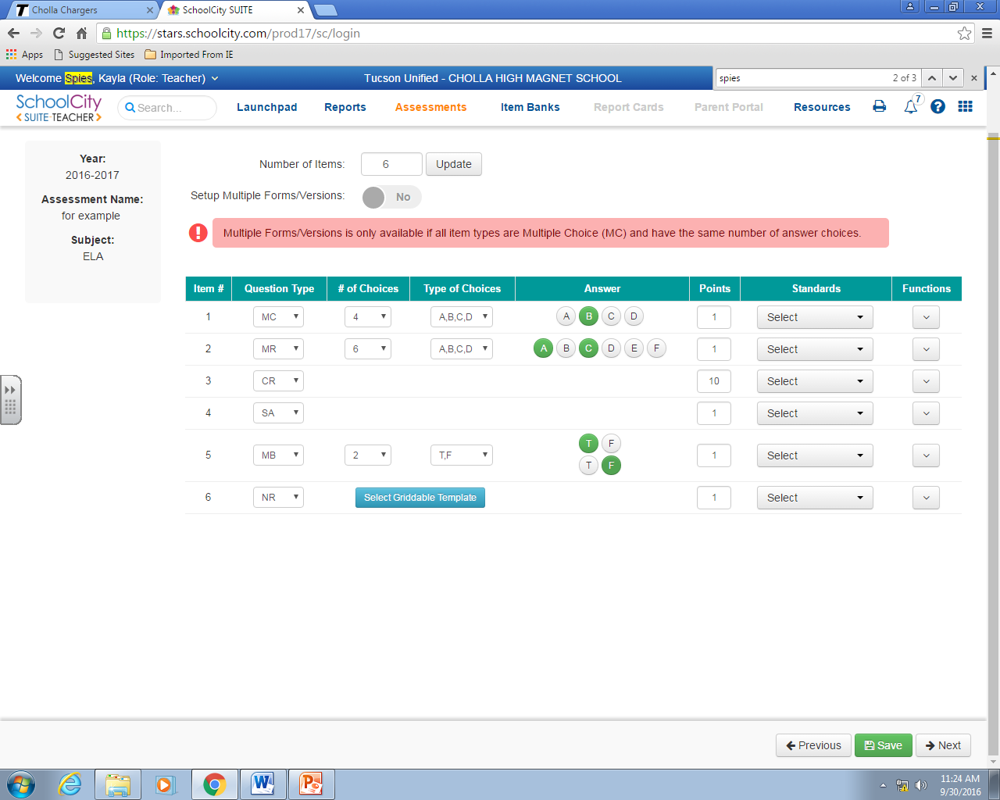 Cholla Chargers
SchoolCity SUITE
https://stars.schoolcity.com/prod17/sc/login
Apps Suggested Sites Imported From IE
Welcome Spies, Kayla (Role: Teacher) Tucson Unified - CHOLLA HIGH MAGNET SCHOOL spies 2 of 3
SchoolCity
SUITE·TEACHER
Search... Launchpad Reports Assessments Item Banks Report Cards Parent Portal Resources 7
Year:
2016-2017
Assessment Name:
for example
Subject:
ELA
Number of Items: 6 Update
Setup Multiple Forms/Versions: No
Multiple Forms/Versions is only available if all item types are Multiple Choice (MC) and have the same number of answer choices.
Item # Question Type # of Choices Type of Choices Answer Points Standards Functions
1 MC 4 A,B,C,D A B C D 1 Select
2 MR 6 A,B,C,D A B C D E F 1 Select
3 CR 10 Select
4 SA 1 Select
5 MB 2 T,F T F 1 Select
T F
6 NR Select Griddable Template 1 Select
Previous Save Next
11:24 AM
9/30/2016